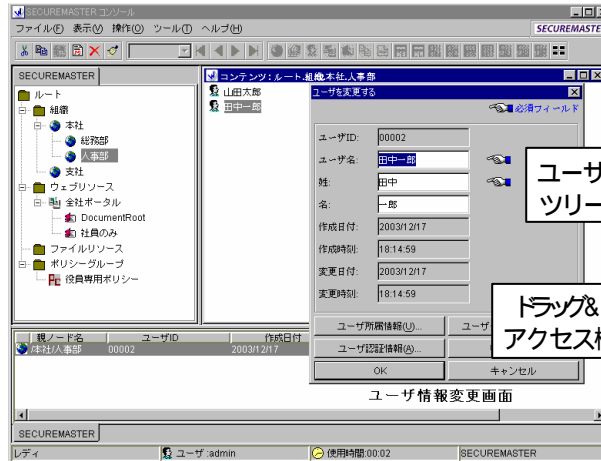 SECUREMASTER コンソール
ファイル(F) 表示(V) 操作(O) ツール(T) ヘルプ(H)
SECUREMASTE
SECUREMASTER
ルート
組織
本社
総務部
人事部
支社
ウェブリソース
全社ポータル
DocumentRoot
社員のみ
ファイルリソース
ポリシーグループ
役員専用ポリシー
コンテンツ:ルート.組織.本社.人事部
山田太郎
田中一郎
ユーザを変更する
必須フィールド
ユーザID: 00002
ユーザ名: 田中一郎
姓: 田中
名: 一郎
作成日付: 2003/12/17
作成時刻: 18:14:59
変更日付: 2003/12/17
変更時刻: 18:14:59
ユーザ所属情報(U)... ユーザ
ユーザ認証情報(A)...
OK キャンセル
ユーザ
ツリー
ドラッグ&
アクセス
親ノード名 ユーザID 作成日付
/本社/人事部 00002 2003/12/17
ユーザ情報変更画面
SECUREMASTER
レディ ユーザ:admin 使用時間:00:02 SECUREMASTER